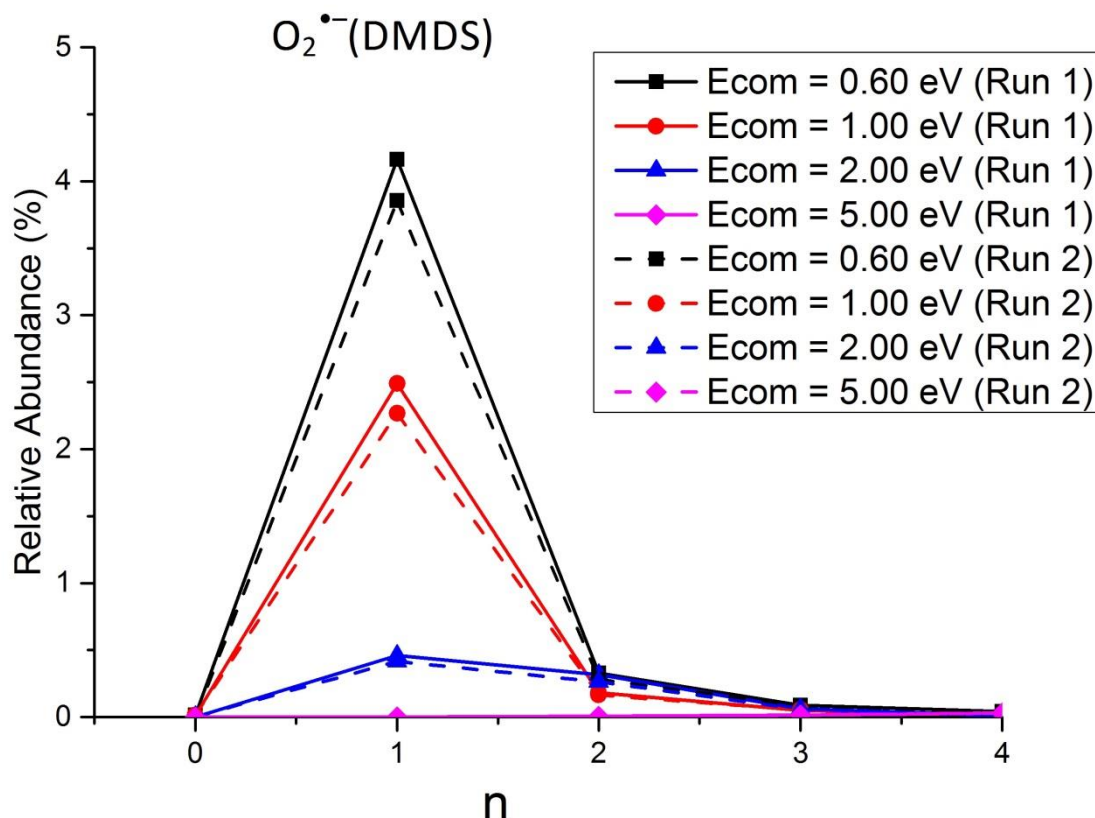 O₂•−(DMDS)
Ecom = 0.60 eV (Run 1)
Ecom = 1.00 eV (Run 1)
Ecom = 2.00 eV (Run 1)
Ecom = 5.00 eV (Run 1)
Ecom = 0.60 eV (Run 2)
Ecom = 1.00 eV (Run 2)
Ecom = 2.00 eV (Run 2)
Ecom = 5.00 eV (Run 2)
Relative Abundance (%)
5
4
3
2
1
0
0 1 2 3 4
n